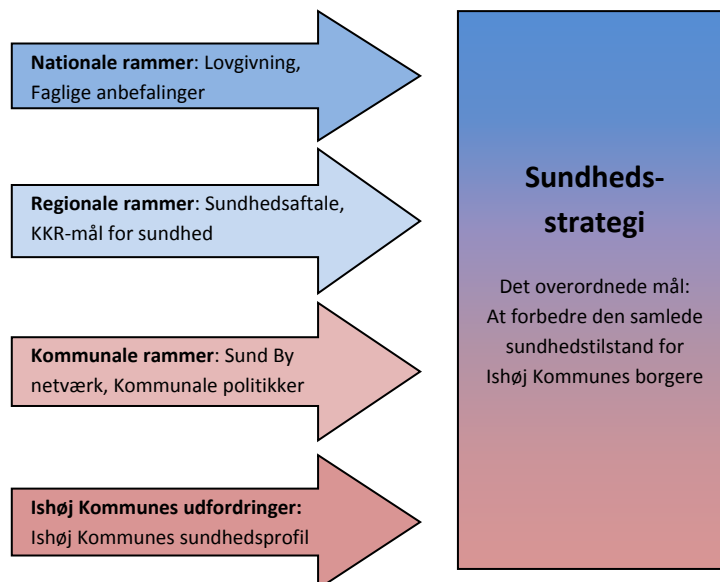 Nationale rammer: Lovgivning,
Faglige anbefalinger
Regionale rammer: Sundhedsaftale,
KKR-mål for sundhed
Kommunale rammer: Sund By
netværk, Kommunale politikker
Ishøj Kommunes udfordringer:
Ishøj Kommunes sundhedsprofil
Sundheds-
strategi
Det overordnede mål:
At forbedre den samlede
sundhedstilstand for
Ishøj Kommunes borgere